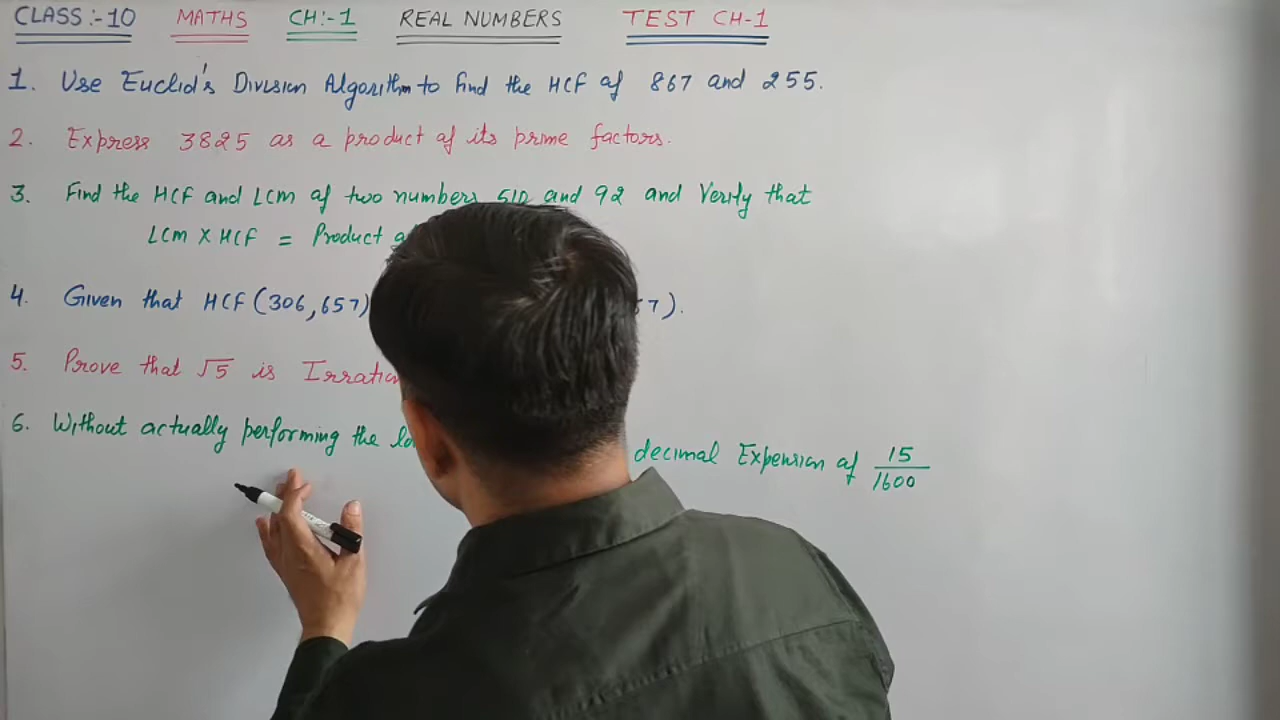 CLASS:-10 MATHS CH:-1 REAL NUMBERS TEST CH-1
1. Use Euclid's Division Algorithm to find the HCF of 867 and 255.
2. Express 3825 as a product of its prime factors.
3. Find the HCF and LCM of two numbers 510 and 92 and Verify that
LCM X HCF = Product of
4. Given that HCF (306,657) 57).
5. Prove that √5 is
6. Without actually performing the decimal Expension of 15/1600